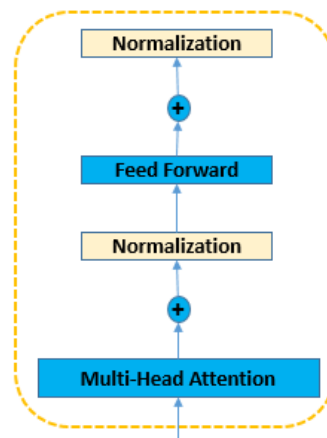 Normalization
+
Feed Forward
Normalization
+
Multi-Head Attention